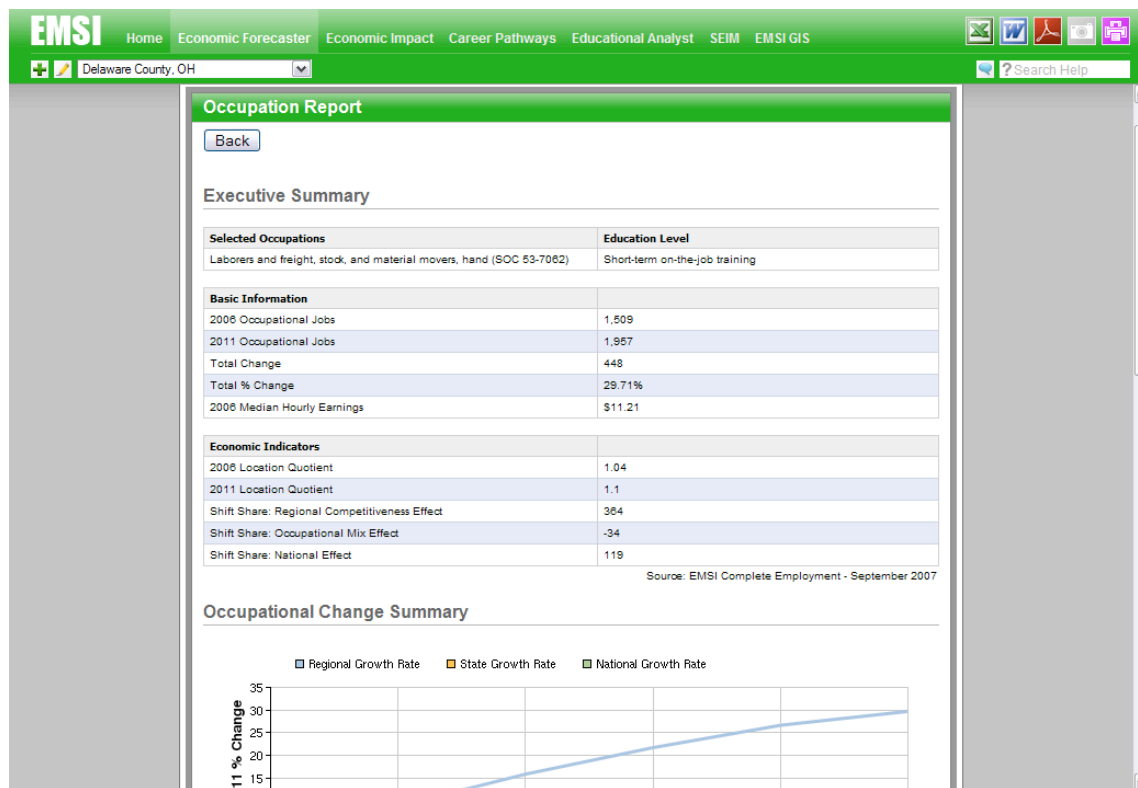 EMSI Home Economic Forecaster Economic Impact Career Pathways Educational Analyst SEIM EMSI GIS
Delaware County, OH
? Search Help
Occupation Report
Back
Executive Summary
Selected Occupations Education Level
Laborers and freight, stock, and material movers, hand (SOC 53-7062) Short-term on-the-job training
Basic Information
2006 Occupational Jobs 1,509
2011 Occupational Jobs 1,957
Total Change 448
Total % Change 29.71%
2006 Median Hourly Earnings $11.21
Economic Indicators
2006 Location Quotient 1.04
2011 Location Quotient 1.1
Shift Share: Regional Competitiveness Effect 364
Shift Share: Occupational Mix Effect -34
Shift Share: National Effect 119
Source: EMSI Complete Employment - September 2007
Occupational Change Summary
Regional Growth Rate State Growth Rate National Growth Rate
35
30
25
20
15
11 % Change